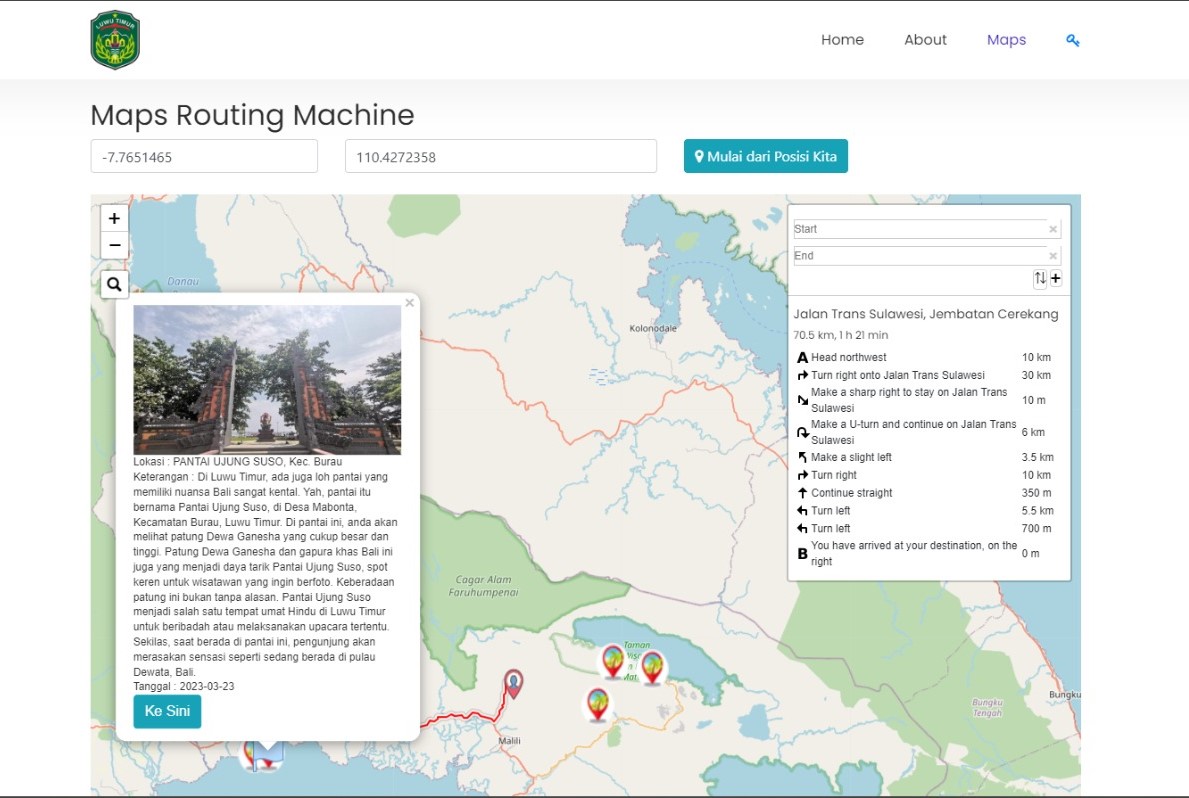 LUWU TIMUR
Home
About
Maps
Maps Routing Machine
-7.7651465
110.4272358
Mulai dari Posisi Kita
+
−
Danau
Kolonodale
Cagar Alam
Faruhumpenai
Taman
Mat
Malili
Bungku
Tengah
Bungku
×
Lokasi : PANTAI UJUNG SUSO, Kec. Burau
Keterangan : Di Luwu Timur, ada juga loh pantai yang
memiliki nuansa Bali sangat kental. Yah, pantai itu
bernama Pantai Ujung Suso, di Desa Mabonta,
Kecamatan Burau, Luwu Timur. Di pantai ini, anda akan
melihat patung Dewa Ganesha yang cukup besar dan
tinggi. Patung Dewa Ganesha dan gapura khas Bali ini
juga yang menjadi daya tarik Pantai Ujung Suso, spot
keren untuk wisatawan yang ingin berfoto. Keberadaan
patung ini bukan tanpa alasan. Pantai Ujung Suso
menjadi salah satu tempat umat Hindu di Luwu Timur
untuk beribadah atau melaksanakan upacara tertentu.
Sekilas, saat berada di pantai ini, pengunjung akan
merasakan sensasi seperti sedang berada di pulau
Dewata, Bali.
Tanggal : 2023-03-23
Ke Sini
Start ×
End ×
+
Jalan Trans Sulawesi, Jembatan Cerekang
70.5 km, 1 h 21 min
A Head northwest 10 km
Turn right onto Jalan Trans Sulawesi 30 km
Make a sharp right to stay on Jalan Trans
Sulawesi 10 m
Make a U-turn and continue on Jalan Trans
Sulawesi 6 km
Make a slight left 3.5 km
Turn right 10 km
Continue straight 350 m
Turn left 5.5 km
Turn left 700 m
B You have arrived at your destination, on the
right 0 m